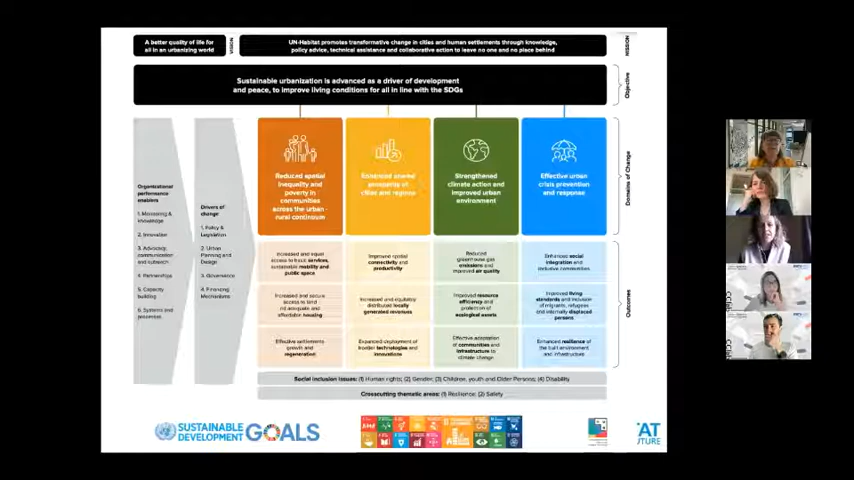 A better quality of life for
all in an urbanizing world
VISION
UN-Habitat promotes transformative change in cities and human settlements through knowledge,
policy advice, technical assistance and collaborative action to leave no one and no place behind
MISSION
Sustainable urbanization is advanced as a driver of development
and peace, to improve living conditions for all in line with the SDGs
Objective
Organizational
performance
enablers
1. Monitoring &
knowledge
2. Innovation
3. Advocacy,
communication
and outreach
4. Partnerships
5. Capacity
building
6. Systems and
processes
Drivers of
change
1. Policy &
Legislation
2. Urban
Planning and
Design
3. Governance
4. Financing
Mechanisms
Reduced spatial
inequality and
poverty in
communities
across the urban -
rural continuum
Enhanced shared
prosperity of
cities and regions
Strengthened
climate action and
improved urban
environment
Effective urban
crisis prevention
and response
Domains of Change
Increased and equal
access to basic services,
sustainable mobility and
public space
Improved spatial
connectivity and
productivity
Reduced
greenhouse gas
emissions and
improved air quality
Enhanced social
integration and
inclusive communities
Increased and secure
access to land
and adequate and
affordable housing
Increased and equitably
distributed locally
generated revenues
Improved resource
efficiency and
protection of
ecological assets
Improved living
standards and inclusion
of migrants, refugees
and internally displaced
persons
Effective settlements
growth and
regeneration
Expanded deployment of
frontier technologies and
innovations
Effective adaptation
of communities and
infrastructure to
climate change
Enhanced resilience of
the built environment
and infrastructure
Outcomes
Social inclusion issues: (1) Human rights; (2) Gender; (3) Children, youth and Older Persons; (4) Disability
Crosscutting thematic areas: (1) Resilience; (2) Safety
SUSTAINABLE
DEVELOPMENT GOALS